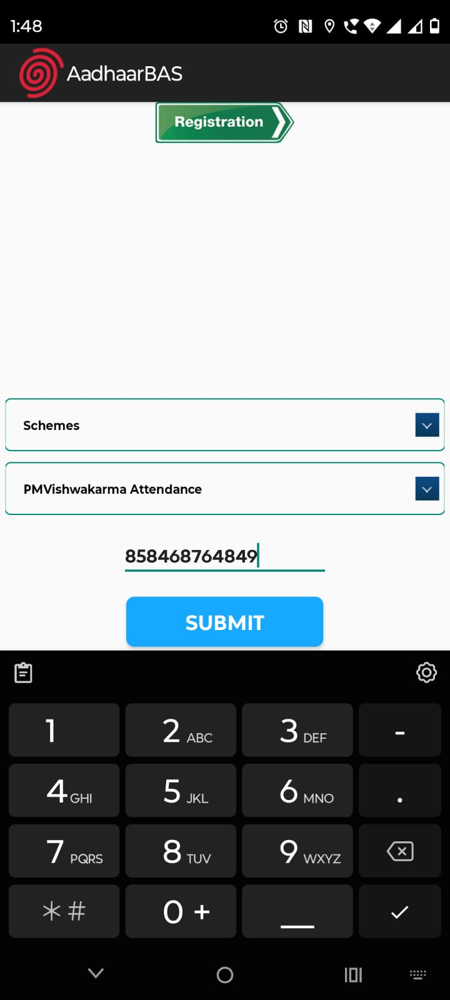 1:48
AadhaarBAS
Registration
Schemes
PMVishwakarma Attendance
858468764849
SUBMIT
1 2 ABC 3 DEF -
4 GHI 5 JKL 6 MNO .
7 PQRS 8 TUV 9 WXYZ
* # 0 + _